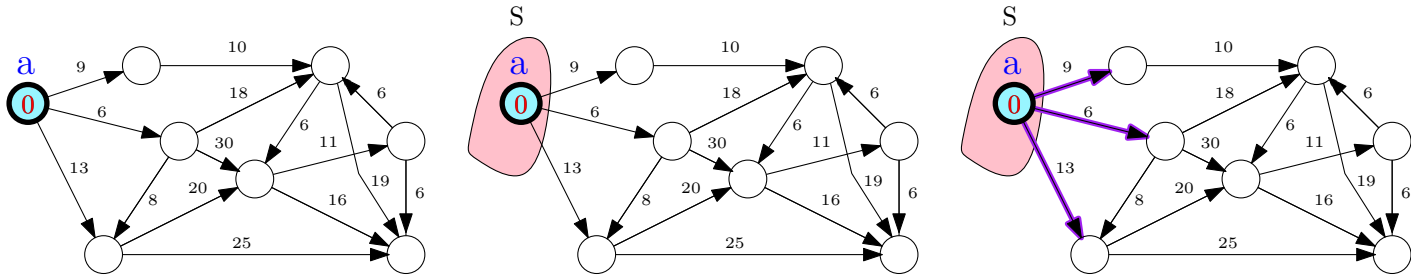 S S
a 9 10 a 9 10 a 9 10
0 6 18 6 0 6 18 6 0 6 18 6
30 6 11 30 6 11 30 6 11
13 20 19 13 20 19 13 20 19
8 16 6 8 16 6 8 16 6
25 25 25